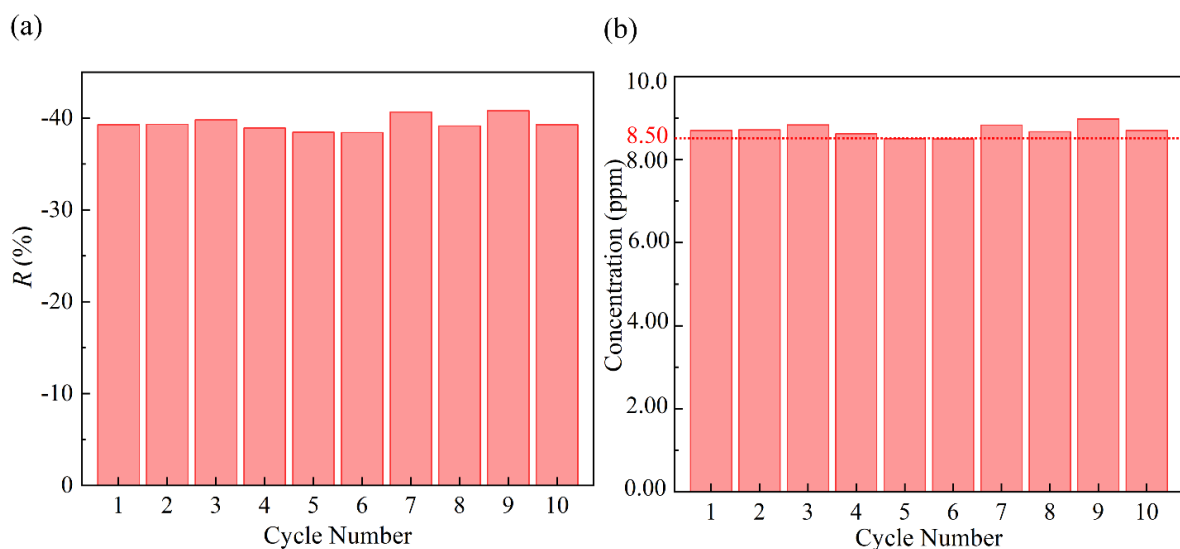 (a)
(b)
R (%)
-40
-30
-20
-10
0
1 2 3 4 5 6 7 8 9 10
Cycle Number
Concentration (ppm)
10.0
8.50
8.00
6.00
4.00
2.00
0.00
1 2 3 4 5 6 7 8 9 10
Cycle Number